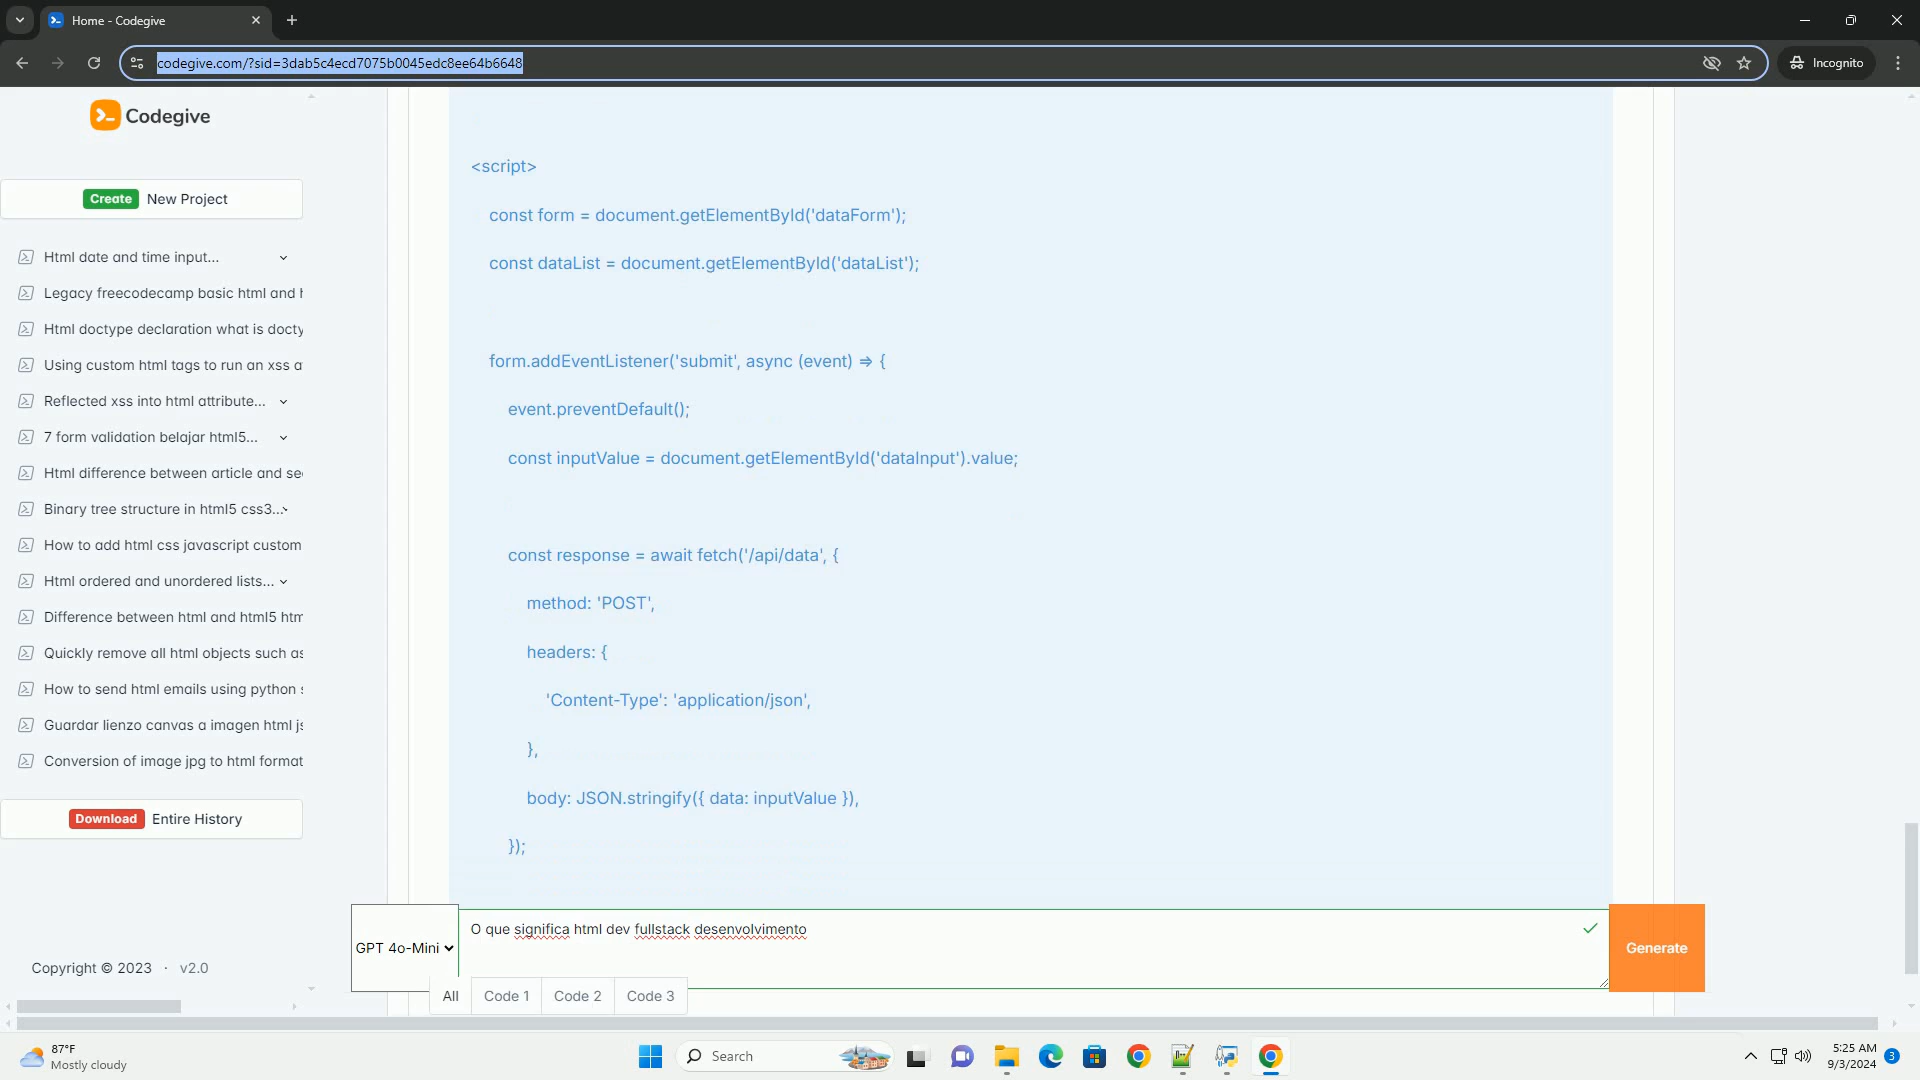 Home - Codegive
codegive.com/?sid=3dab5c4ecd7075b0045edc8ee64b6648
Incognito
Codegive
Create New Project
Html date and time input...
Legacy freecodecamp basic html and h
Html doctype declaration what is docty
Using custom html tags to run an xss a
Reflected xss into html attribute...
7 form validation belajar html5...
Html difference between article and sec
Binary tree structure in html5 css3...
How to add html css javascript custom
Html ordered and unordered lists...
Difference between html and html5 htm
Quickly remove all html objects such as
How to send html emails using python s
Guardar lienzo canvas a imagen html js
Conversion of image jpg to html format
Download Entire History
Copyright © 2023 · v2.0
<script>
const form = document.getElementById('dataForm');
const dataList = document.getElementById('dataList');
form.addEventListener('submit', async (event) => {
event.preventDefault();
const inputValue = document.getElementById('dataInput').value;
const response = await fetch('/api/data', {
method: 'POST',
headers: {
'Content-Type': 'application/json',
},
body: JSON.stringify({ data: inputValue }),
});
GPT 4o-Mini
O que significa html dev fullstack desenvolvimento
Generate
All Code 1 Code 2 Code 3
87°F
Mostly cloudy
Search
5:25 AM
9/3/2024
3